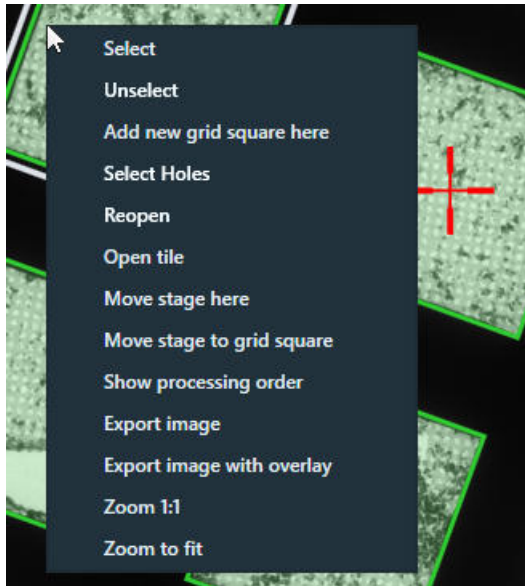 Select
Unselect
Add new grid square here
Select Holes
Reopen
Open tile
Move stage here
Move stage to grid square
Show processing order
Export image
Export image with overlay
Zoom 1:1
Zoom to fit